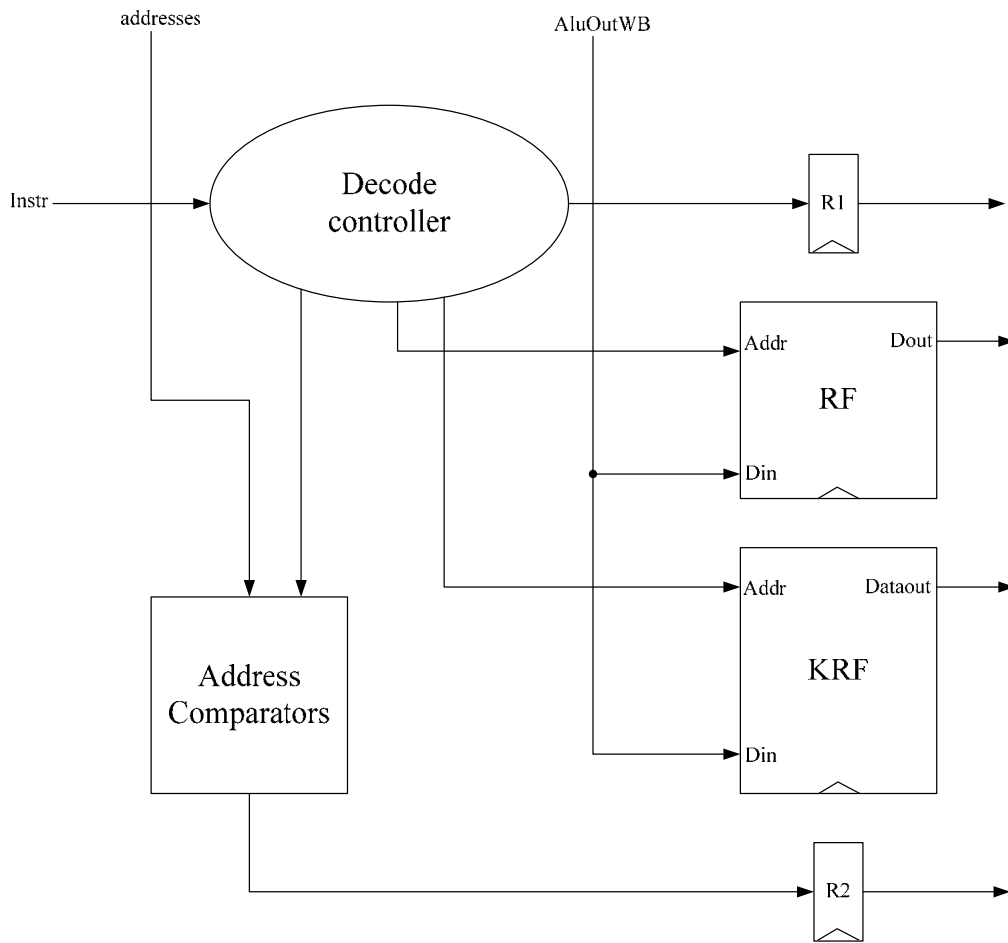 addresses
AluOutWB
Instr
Decode
controller
R1
Addr
Dout
RF
Din
Addr
Dataout
KRF
Din
Address
Comparators
R2